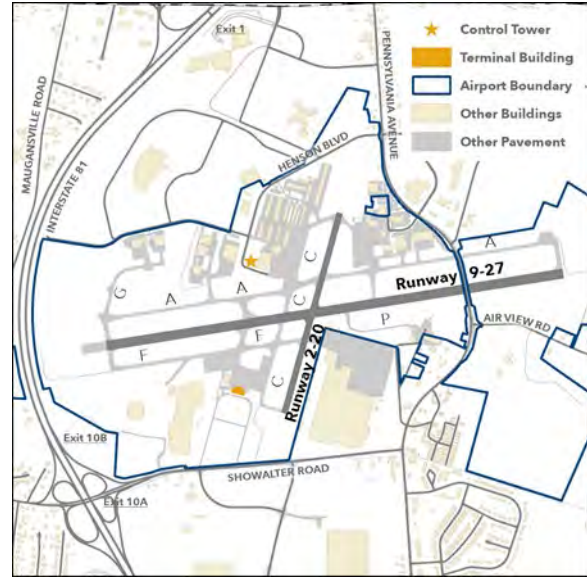 Exit 1
Control Tower
Terminal Building
Airport Boundary
Other Buildings
Other Pavement
PENNSYLVANIA AVENUE
MAUGANSVILLE ROAD
INTERSTATE 81
HENSON BLVD
A
G
A
A
C
C
C
Runway 9-27
F
F
P
AIR VIEW RD
C
Runway 2-20
Exit 10B
SHOWALTER ROAD
Exit 10A